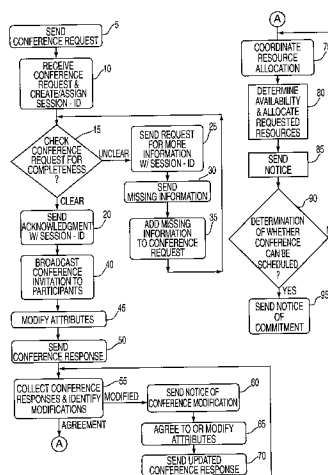 5
SEND
CONFERENCE REQUEST
10
RECEIVE
CONFERENCE
REQUEST &
CREATE/ASSIGN
SESSION - ID
15
CHECK
CONFERENCE
REQUEST FOR
COMPLETENESS
?
UNCLEAR
CLEAR
25
SEND REQUEST
FOR MORE
INFORMATION
W/SESSION - ID
30
SEND
MISSING INFORMATION
35
ADD MISSING
INFORMATION
TO CONFERENCE
REQUEST
20
SEND
ACKNOWLEDGMENT
W/ SESSION - ID
40
BROADCAST
CONFERENCE
INVITATION TO
PARTICIPANTS
45
MODIFY ATTRIBUTES
50
SEND
CONFERENCE RESPONSE
55
COLLECT CONFERENCE
RESPONSES & IDENTIFY
MODIFICATIONS
MODIFIED
AGREEMENT
A
60
SEND NOTICE OF
CONFERENCE MODIFICATION
65
AGREE TO OR MODIFY
ATTRIBUTES
70
SEND UPDATED
CONFERENCE RESPONSE
A
COORDINATE
RESOURCE
ALLOCATION
80
DETERMINE
AVAILABILITY
& ALLOCATE
REQUESTED
RESOURCES
85
SEND
NOTICE
90
DETERMINATION
OF WHETHER
CONFERENCE
CAN BE
SCHEDULED
?
YES
SEND NOTICE
OF
COMMITMENT